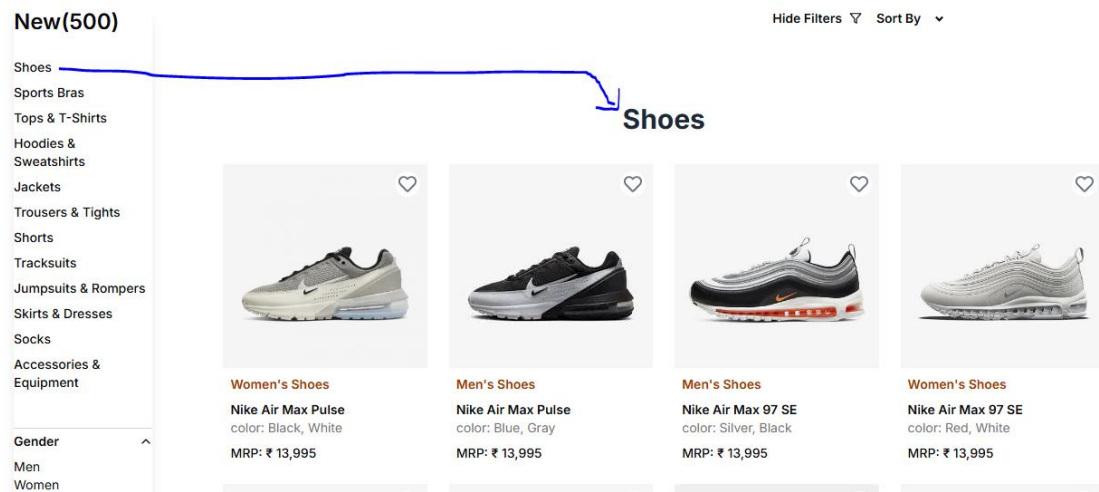 New(500)
Hide Filters
Sort By
Shoes
Sports Bras
Tops & T-Shirts
Hoodies &
Sweatshirts
Jackets
Trousers & Tights
Shorts
Tracksuits
Jumpsuits & Rompers
Skirts & Dresses
Socks
Accessories &
Equipment
Gender
Men
Women
Shoes
Women's Shoes
Nike Air Max Pulse
color: Black, White
MRP: ₹ 13,995
Men's Shoes
Nike Air Max Pulse
color: Blue, Gray
MRP: ₹ 13,995
Men's Shoes
Nike Air Max 97 SE
color: Silver, Black
MRP: ₹ 13,995
Women's Shoes
Nike Air Max 97 SE
color: Red, White
MRP: ₹ 13,995